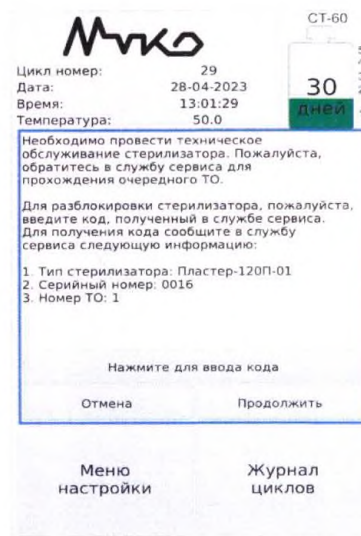 СТ-60
Мико
Цикл номер: 29
Дата: 28-04-2023
Время: 13:01:29
Температура: 50.0
30
дней
Необходимо провести техническое
обслуживание стерилизатора. Пожалуйста,
обратитесь в службу сервиса для
прохождения очередного ТО.
Для разблокировки стерилизатора, пожалуйста,
введите код, полученный в службе сервиса.
Для получения кода сообщите в службу
сервиса следующую информацию:
1. Тип стерилизатора: Пластер-120П-01
2. Серийный номер: 0016
3. Номер ТО: 1
Нажмите для ввода кода
Отмена Продолжить
Меню
настройки
Журнал
циклов